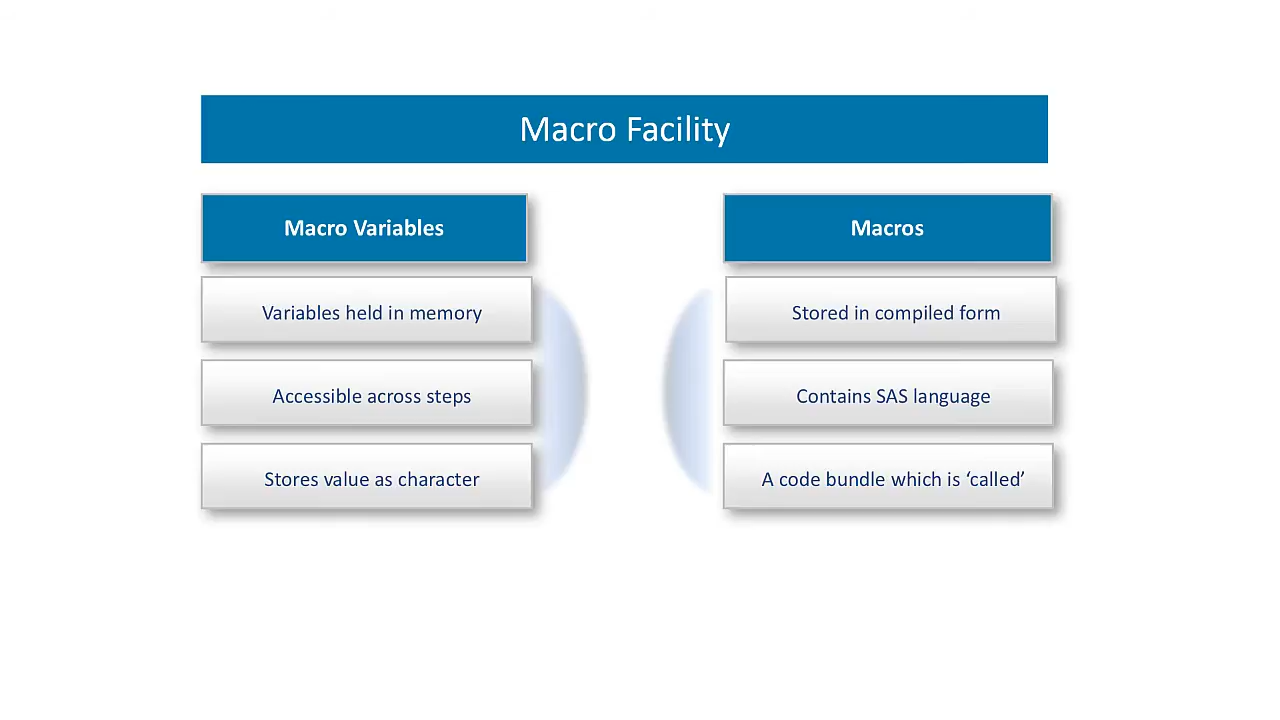 Macro Facility
Macro Variables
Variables held in memory
Accessible across steps
Stores value as character
Macros
Stored in compiled form
Contains SAS language
A code bundle which is ‘called’